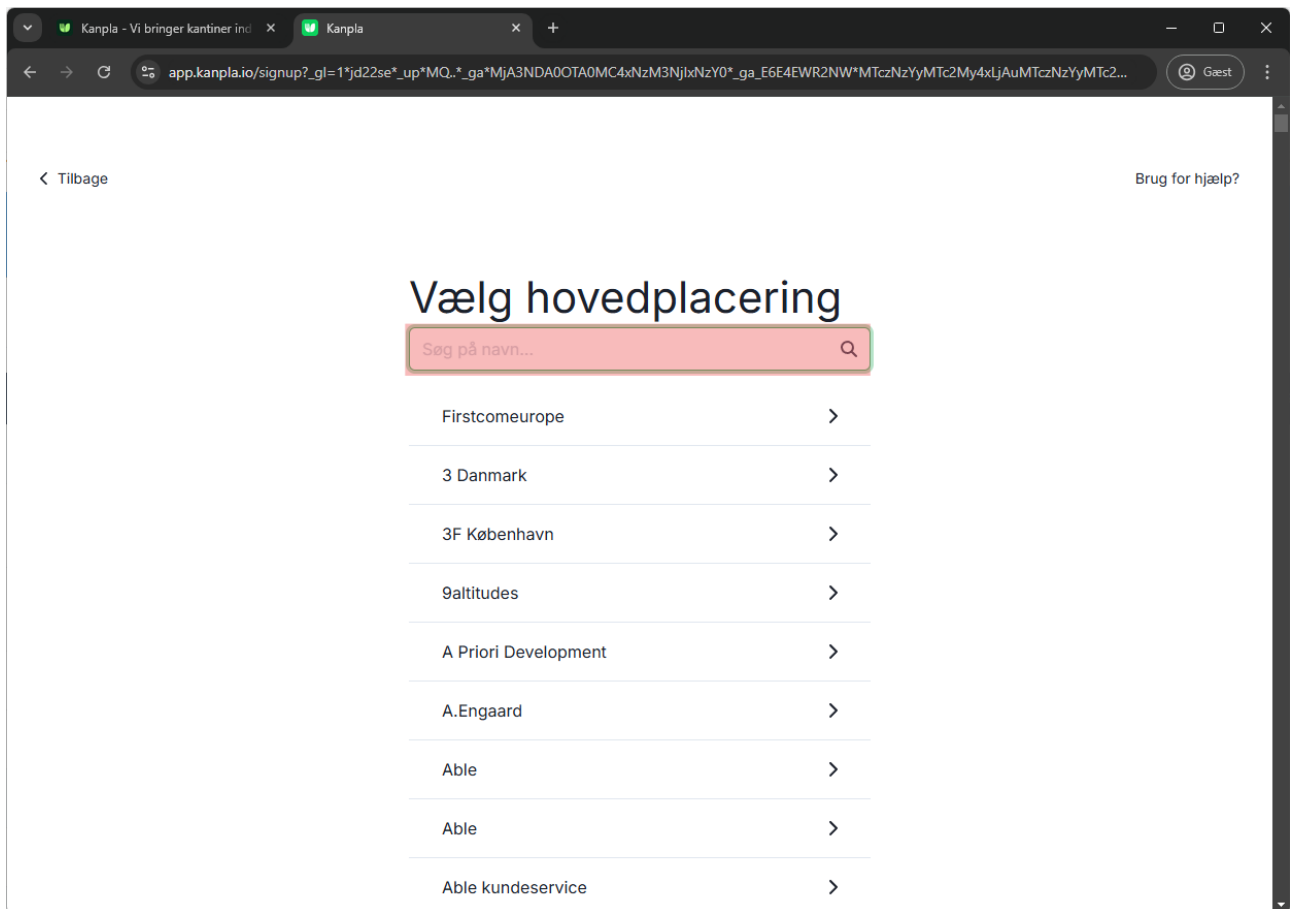 Kanpla - Vi bringer kantiner ind
Kanpla
app.kanpla.io/signup?_gl=1*jd22se*_up*MQ..*_ga*MjA3NDA0OTA0MC4xNzM3NjIxNzY0*_ga_E6E4EWR2NW*MTczNzYyMTc2My4xLjAuMTczNzYyMTc2...
Gæst
Tilbage
Brug for hjælp?
Vælg hovedplacering
Søg på navn...
Firstcomeurope
3 Danmark
3F København
9altitudes
A Priori Development
A.Engaard
Able
Able
Able kundeservice